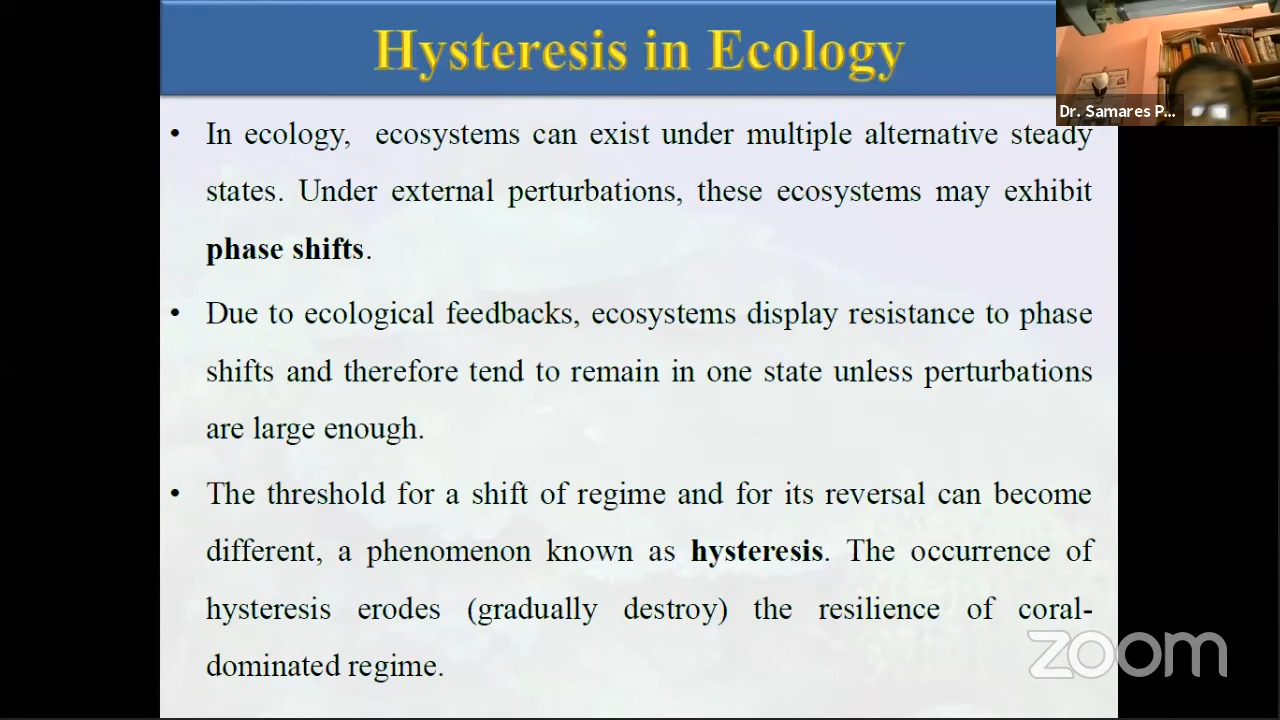 Hysteresis in Ecology
Dr. Samares P...
• In ecology, ecosystems can exist under multiple alternative steady
states. Under external perturbations, these ecosystems may exhibit
phase shifts.
• Due to ecological feedbacks, ecosystems display resistance to phase
shifts and therefore tend to remain in one state unless perturbations
are large enough.
• The threshold for a shift of regime and for its reversal can become
different, a phenomenon known as hysteresis. The occurrence of
hysteresis erodes (gradually destroy) the resilience of coral-
dominated regime.
zoom